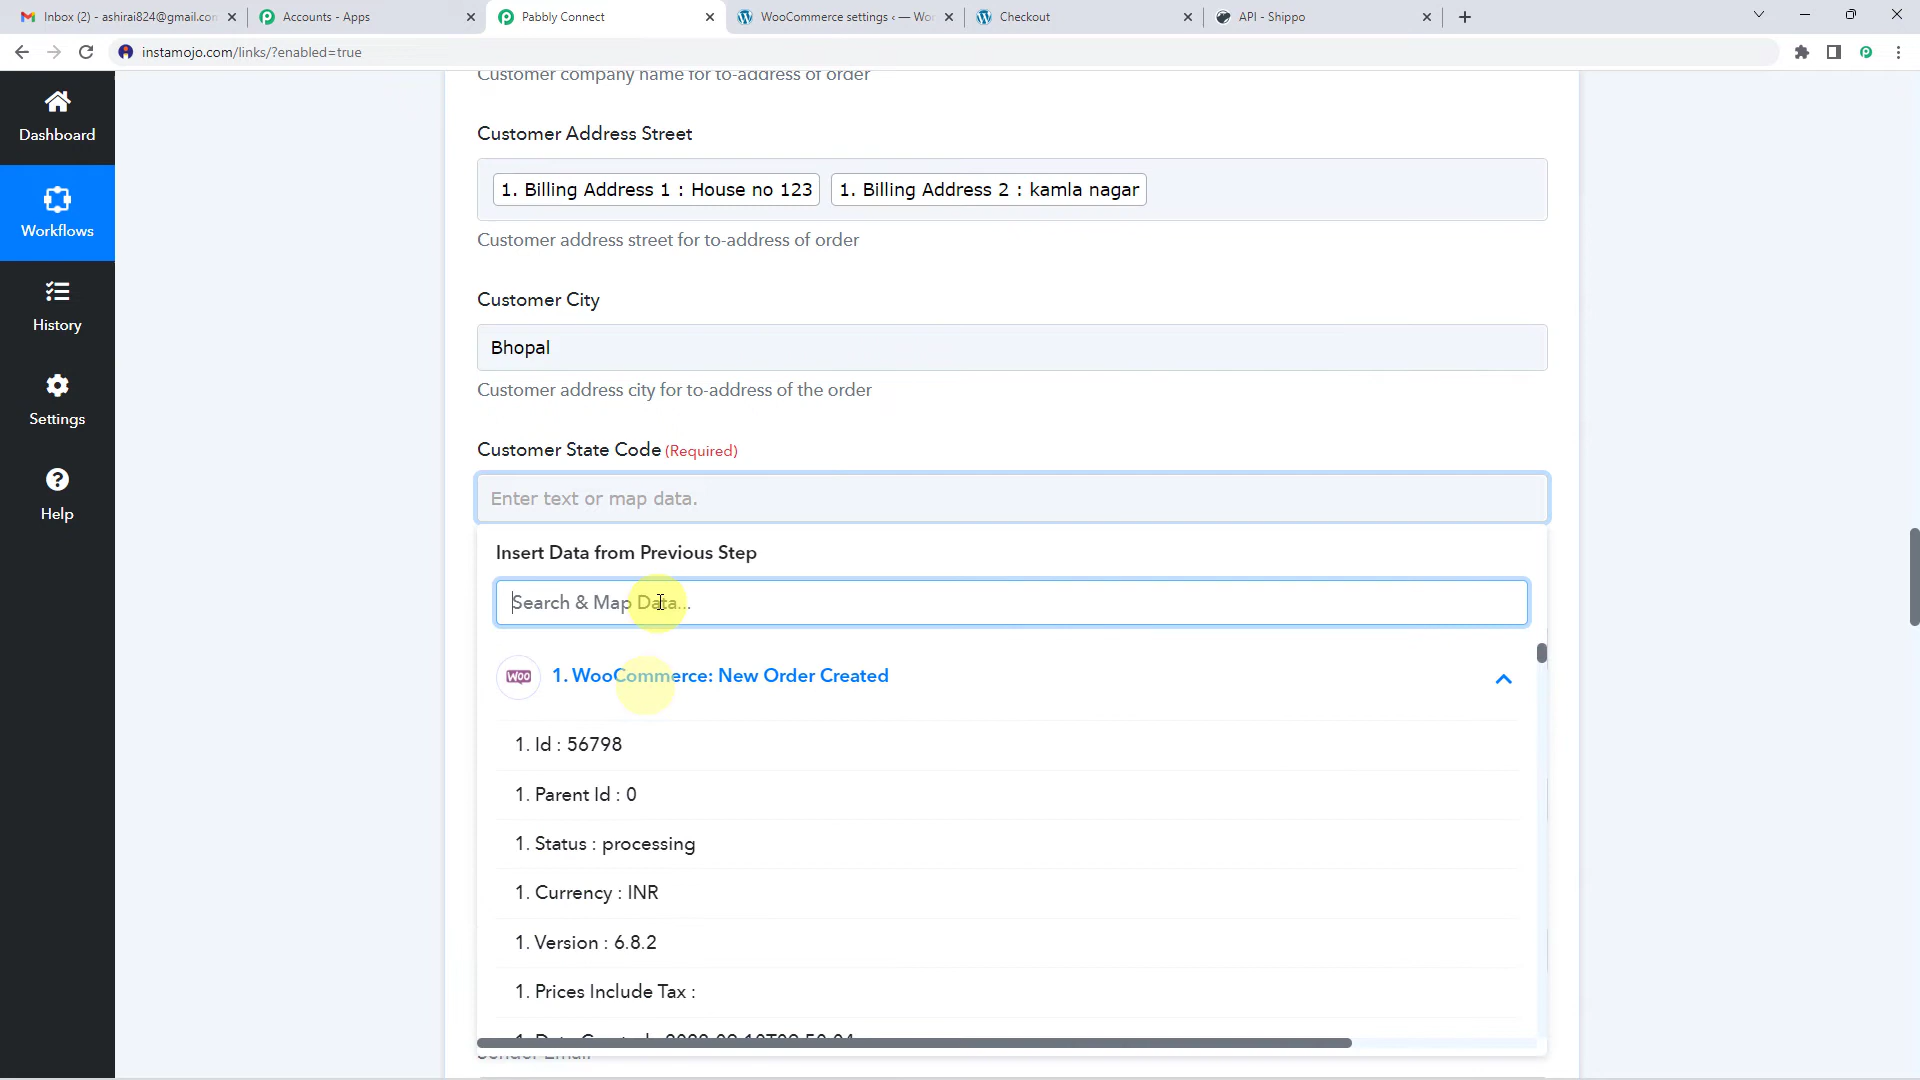 Inbox (2) - ashirai824@gmail.con
Accounts - Apps
Pabbly Connect
WooCommerce settings ‹ — Woo
Checkout
API - Shippo
instamojo.com/links/?enabled=true
Customer company name for to-address of order
Dashboard
Workflows
History
Settings
Help
Customer Address Street
1. Billing Address 1 : House no 123
1. Billing Address 2 : kamla nagar
Customer address street for to-address of order
Customer City
Bhopal
Customer address city for to-address of the order
Customer State Code (Required)
Enter text or map data.
Insert Data from Previous Step
Search & Map Data...
WOO
1. WooCommerce: New Order Created
1. Id : 56798
1. Parent Id : 0
1. Status : processing
1. Currency : INR
1. Version : 6.8.2
1. Prices Include Tax :
Sender Email